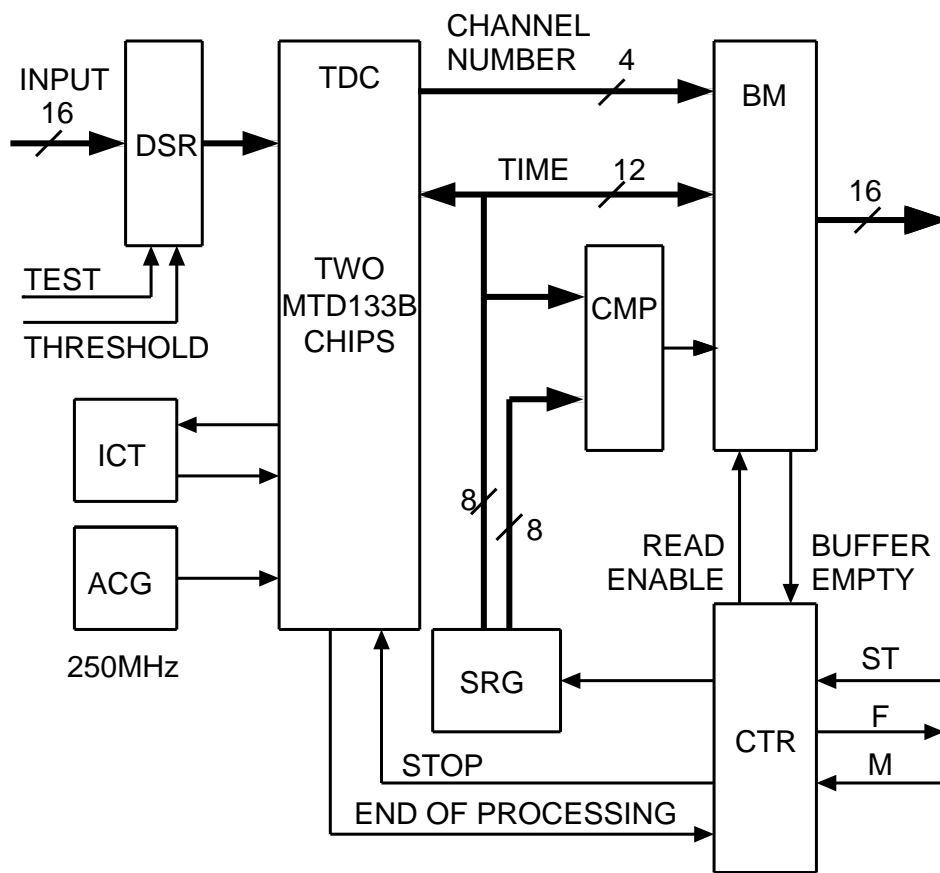 CHANNEL
NUMBER
4
INPUT
16
DSR
TDC
BM
TIME
12
16
TEST
THRESHOLD
TWO
MTD133B
CHIPS
CMP
ICT
8
8
ACG
250MHz
READ
ENABLE
BUFFER
EMPTY
SRG
CTR
ST
F
M
STOP
END OF PROCESSING